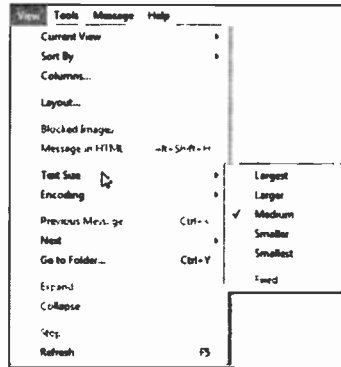 View Tools Message Help
Current View
Sort By
Columns...
Layout...
Blocked Images
Message in HTML
Text Size
Encoding
Previous Message
Next
Go to Folder... Ctrl+Y
Expand
Collapse
Stop
Refresh F5
Largest
Larger
Medium
Smaller
Smallest
Fixed